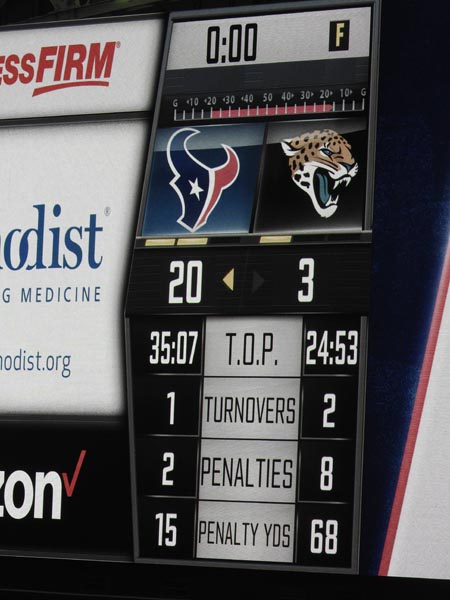 0:00 F
ESSFIRM®
G 10 20 30 40 50 40 30 20 10 G
odist®
G MEDICINE
odist.org
zon
20 3
35:07 T.O.P. 24:53
1 TURNOVERS 2
2 PENALTIES 8
15 PENALTY YDS 68